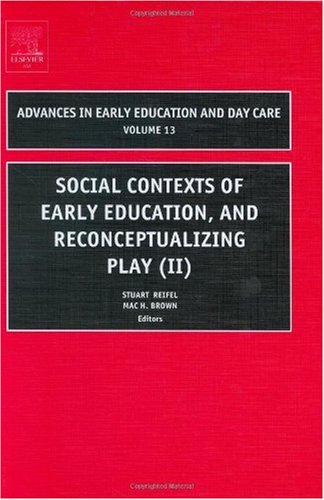 ELSEVIER
JAI
ADVANCES IN EARLY EDUCATION AND DAY CARE
VOLUME 13
SOCIAL CONTEXTS OF
EARLY EDUCATION, AND
RECONCEPTUALIZING
PLAY (II)
STUART REIFEL
MAC H. BROWN
Editors